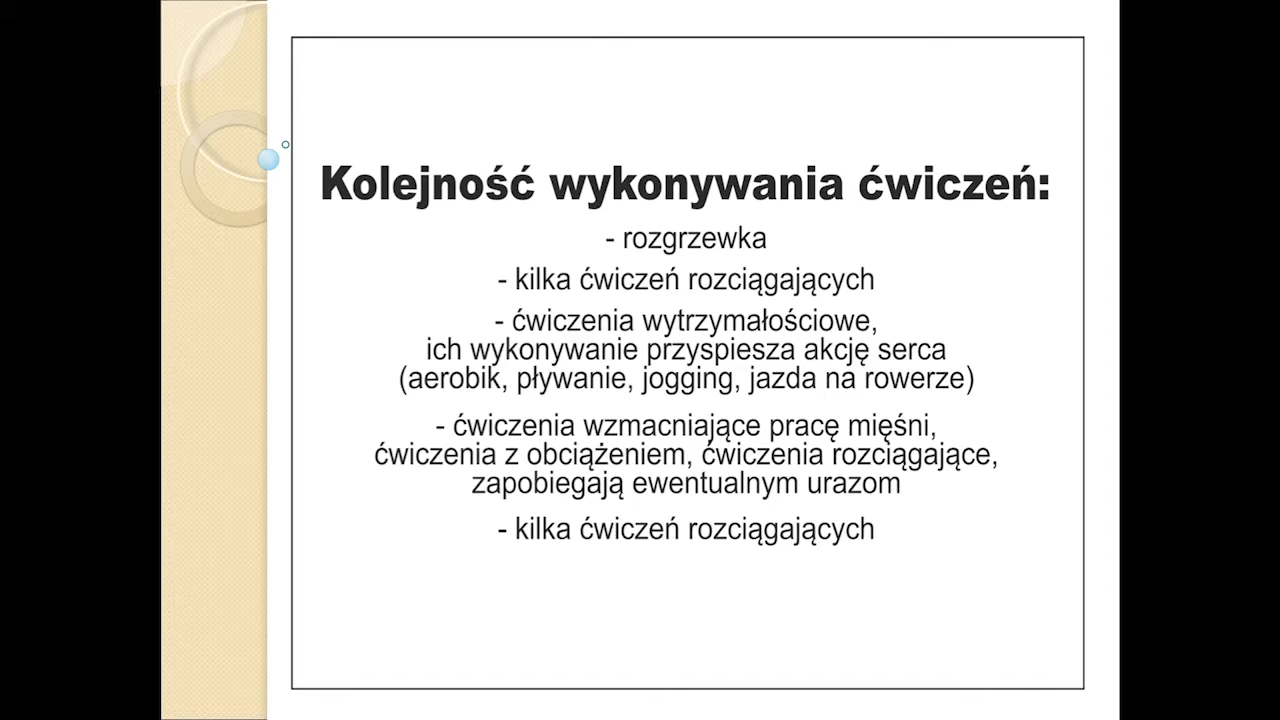 Kolejność wykonywania ćwiczeń:
- rozgrzewka
- kilka ćwiczeń rozciągających
- ćwiczenia wytrzymałościowe,
ich wykonywanie przyspiesza akcję serca
(aerobik, pływanie, jogging, jazda na rowerze)
- ćwiczenia wzmacniające pracę mięśni,
ćwiczenia z obciążeniem, ćwiczenia rozciągające,
zapobiegają ewentualnym urazom
- kilka ćwiczeń rozciągających